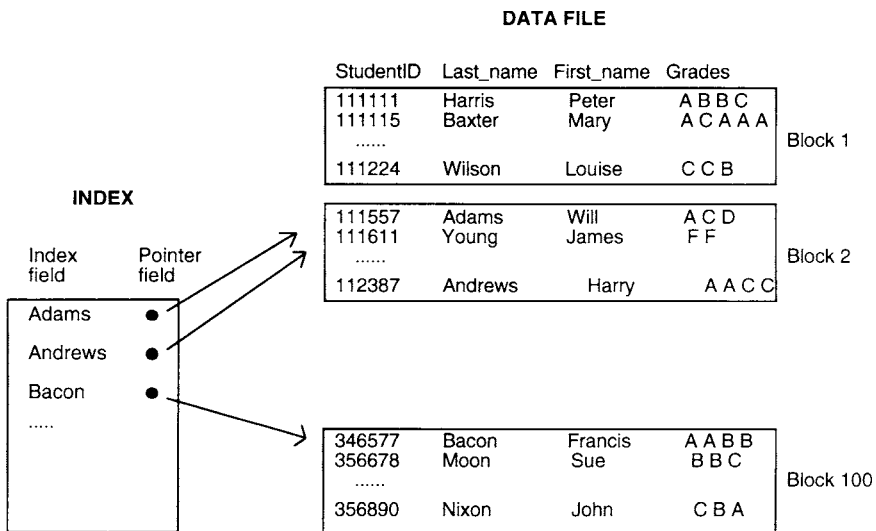 DATA FILE
StudentID Last_name First_name Grades
111111 Harris Peter A B B C
111115 Baxter Mary A C A A A
......
111224 Wilson Louise C C B
Block 1
111557 Adams Will A C D
111611 Young James F F
......
112387 Andrews Harry A A C C
Block 2
INDEX
Index field Pointer field
Adams
Andrews
Bacon
.....
346577 Bacon Francis A A B B
356678 Moon Sue B B C
......
356890 Nixon John C B A
Block 100